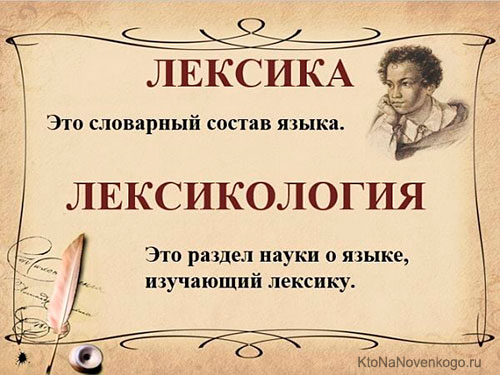 ЛЕКСИКА
Это словарный состав языка.
ЛЕКСИКОЛОГИЯ
Это раздел науки о языке,
изучающий лексику.
KtoNaNovenkogo.ru